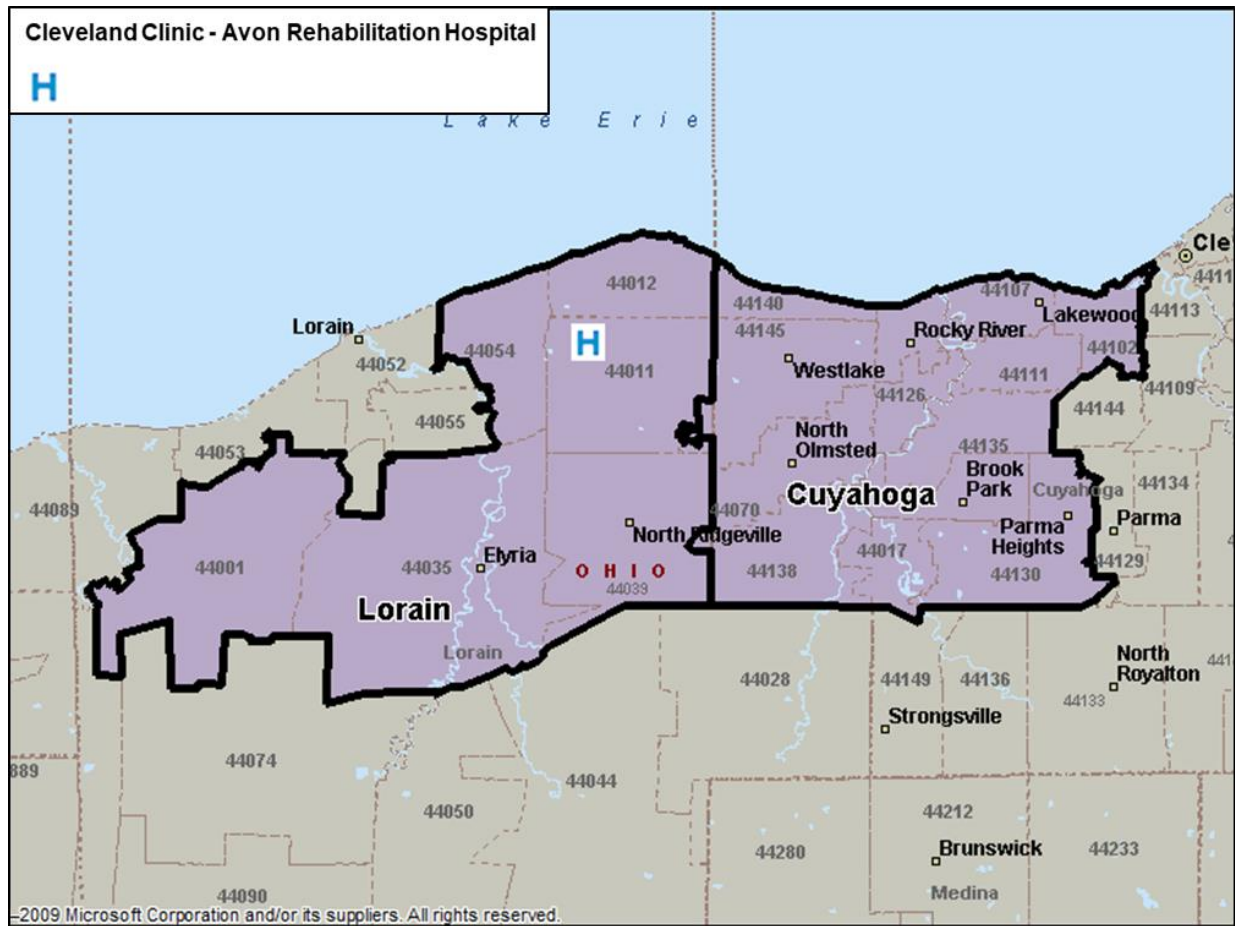 Cleveland Clinic - Avon Rehabilitation Hospital
H
Lake Erie
Cle
4411
44012
44107
44140
44113
Lorain
Lakewood
44145
Rocky River
H
44054
44102
44052
Westlake
44011
44111
44109
44126
44144
44055
North
Olmsted
44135
44053
Brook
Park
44134
Cuyahoga
Cuyahoga
44089
44070
Parma
Parma
Heights
North Ridgeville
44017
Elyria
44129
44001
44035
OHIO
44138
44130
44039
Lorain
Lorain
North
Royalton
44028
44149
44136
441
44133
Strongsville
44074
889
44044
44050
44212
44280
Brunswick
44233
Medina
44090
–2009 Microsoft Corporation and/or its suppliers. All rights reserved.